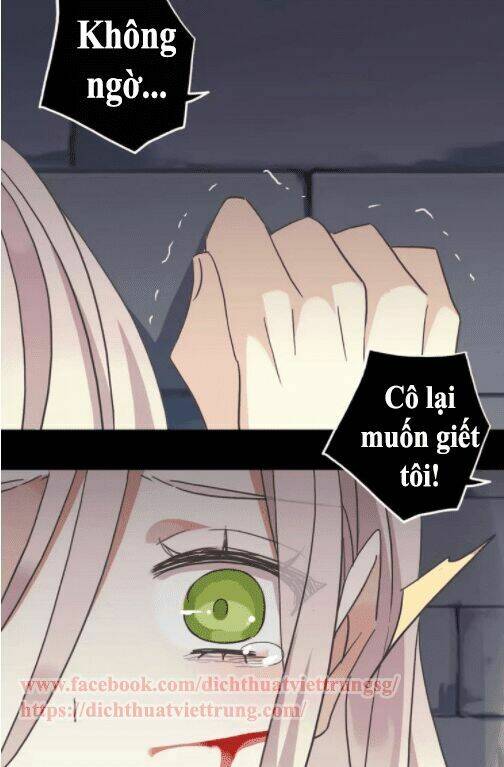 Không
ngờ...
Cô lại
muốn giết
tôi!
www.facebook.com/dichthuatviettrungsg/
https://dichthuatviettrung.com/